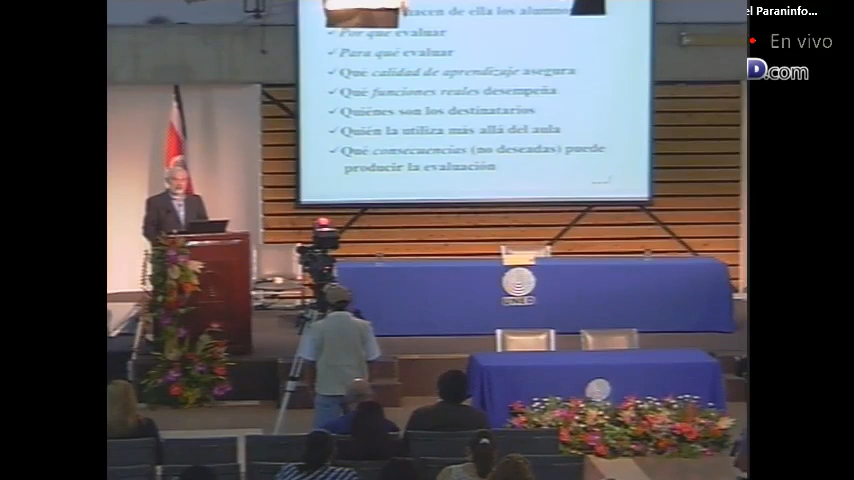 el Paraninfo...
En vivo
D.com
hacen de ella los alumnos
✓Por qué evaluar
✓Para qué evaluar
✓Qué calidad de aprendizaje asegura
✓Qué funciones reales desempeña
✓Quiénes son los destinatarios
✓Quién la utiliza más allá del aula
✓Qué consecuencias (no deseadas) puede
producir la evaluación
UNED